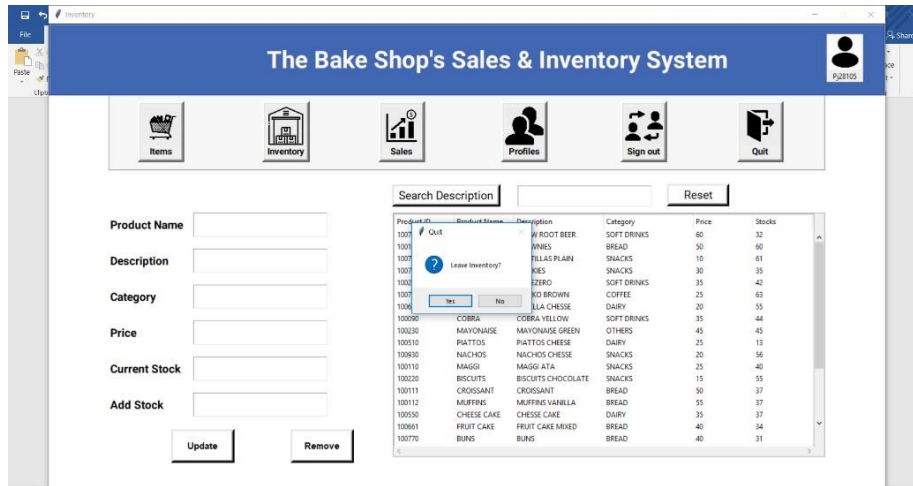 Inventory
File
Share
The Bake Shop's Sales & Inventory System
Pj28105
Paste
Items Inventory Sales Profiles Sign out Quit
Search Description Reset
Product Name
Description
Category
Price
Current Stock
Add Stock
Update Remove
Product ID Product Name Description Category Price Stocks
ROOT BEER SOFT DRINKS 60 32
BREAD 50 60
PLAIN SNACKS 10 61
SNACKS 30 35
SOFT DRINKS 35 42
BROWN COFFEE 25 63
CHESSE DAIRY 20 55
100090 COBRA COBRA YELLOW SOFT DRINKS 35 44
100230 MAYONAISE MAYONAISE GREEN OTHERS 45 45
100510 PIATTOS PIATTOS CHEESE DAIRY 25 13
100930 NACHOS NACHOS CHESSE SNACKS 20 56
100110 MAGGI MAGGI ATA SNACKS 25 40
100220 BISCUITS BISCUITS CHOCOLATE SNACKS 15 55
100111 CROISSANT CROISSANT BREAD 50 37
100112 MUFFINS MUFFINS VANILLA BREAD 55 37
100550 CHEESE CAKE CHESSE CAKE DAIRY 35 37
100661 FRUIT CAKE FRUIT CAKE MIXED BREAD 40 34
100770 BUNS BUNS BREAD 40 31
Quit
Leave Inventory?
Yes No